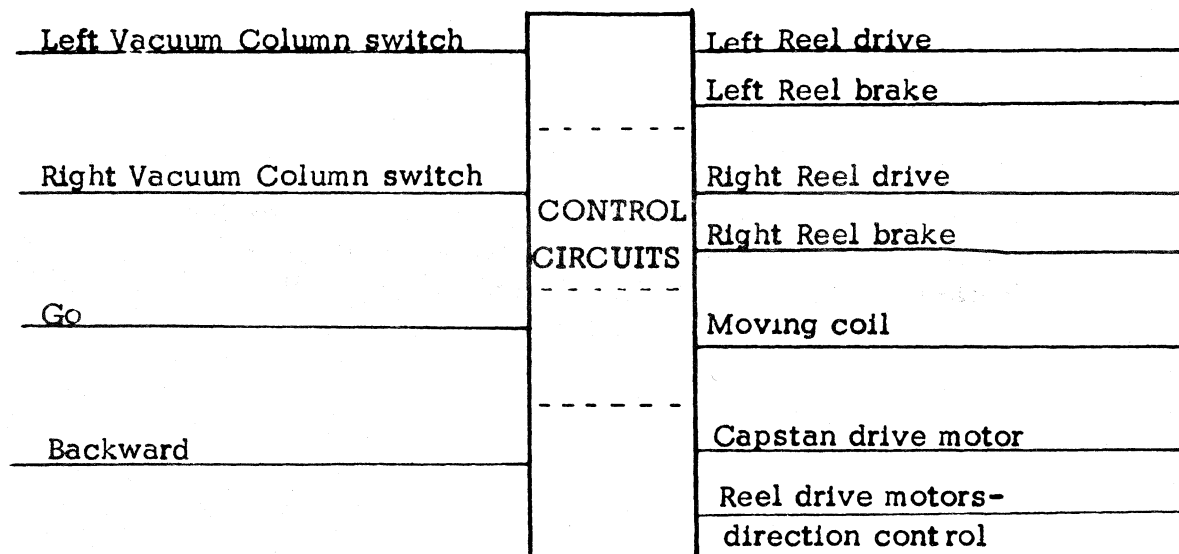 Left Vacuum Column switch
Right Vacuum Column switch
Go
Backward
CONTROL
CIRCUITS
Left Reel drive
Left Reel brake
Right Reel drive
Right Reel brake
Moving coil
Capstan drive motor
Reel drive motors-
direction control